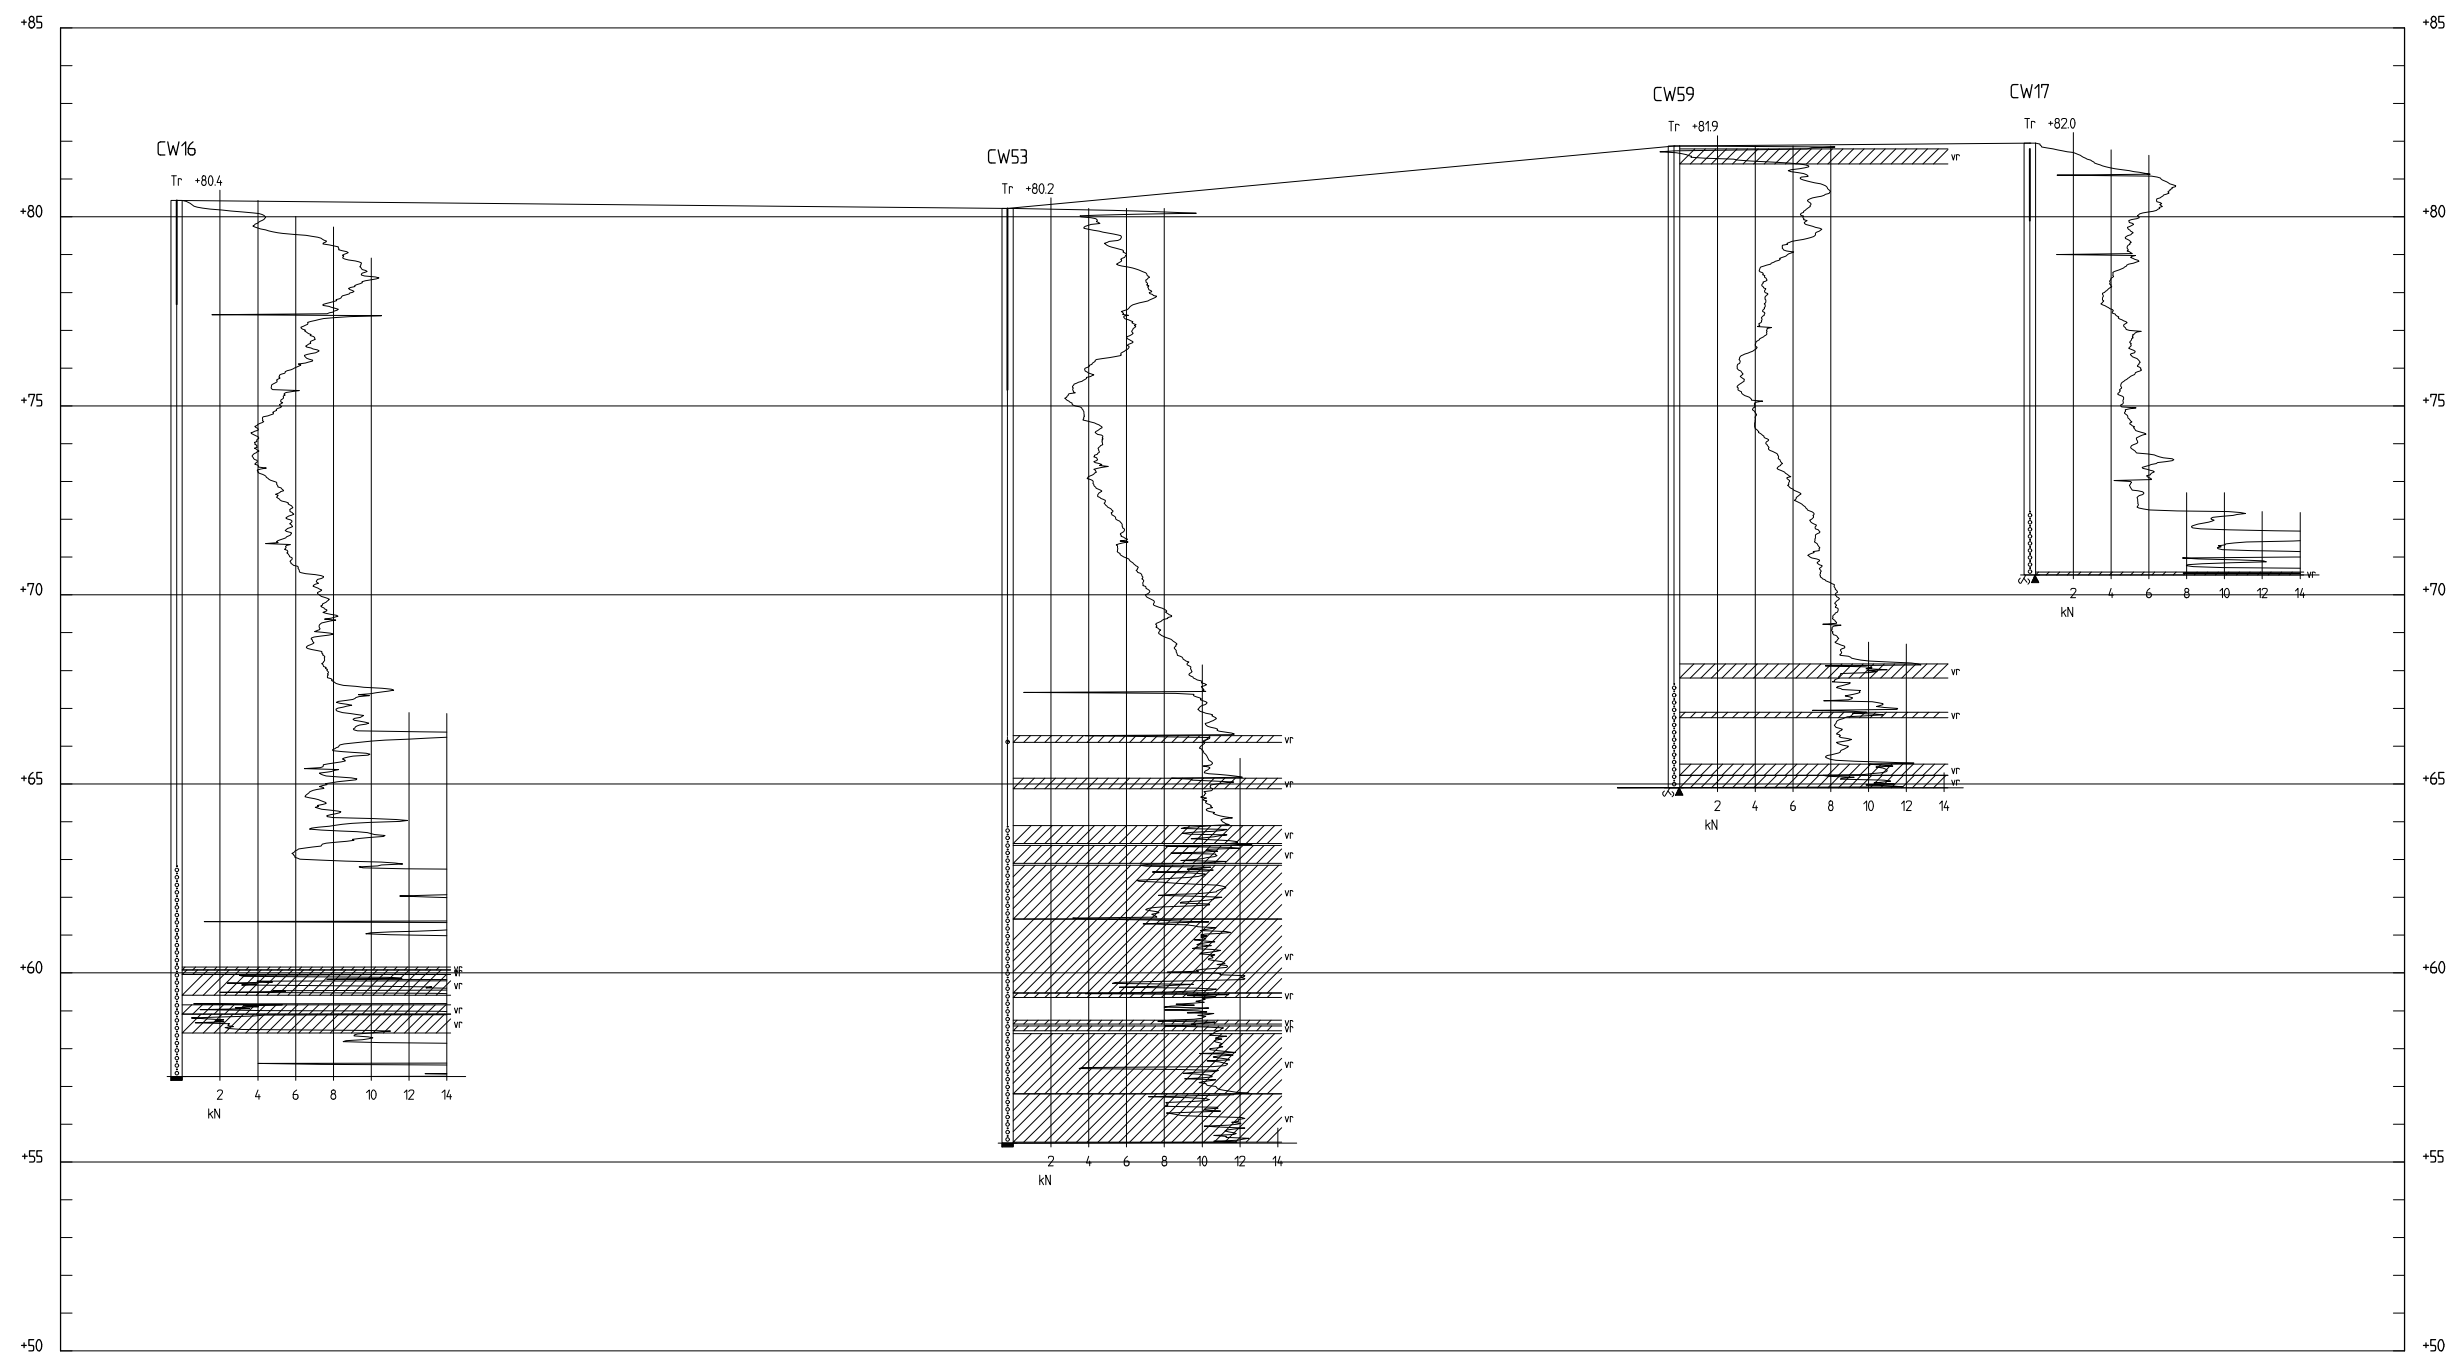 +85 +85
CW59 CW17
Tr +81.9 Tr +82.0
CW16 CW53
vr
Tr +80.4 Tr +80.2
+80 +80
+75 +75
vr
+70 2 4 6 8 10 12 14 +70
kN
vr
vr
vr
vr
+65 vr vr +65
2 4 6 8 10 12 14
kN
vr
vr
vr
vr
+60 vr +60
vr
vr vr
vr
vr vr
vr
vr
2 4 6 8 10 12 14
kN
vr
+55 2 4 6 8 10 12 14 +55
kN
+50 +50